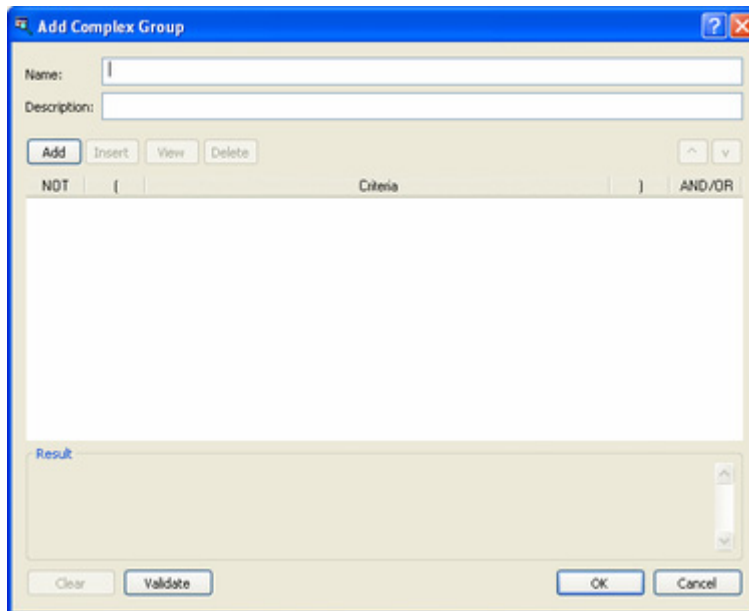 Add Complex Group
Name:
Description:
Add Insert View Delete ^ v
NOT ( Criteria ) AND/OR
Result
Clear Validate OK Cancel